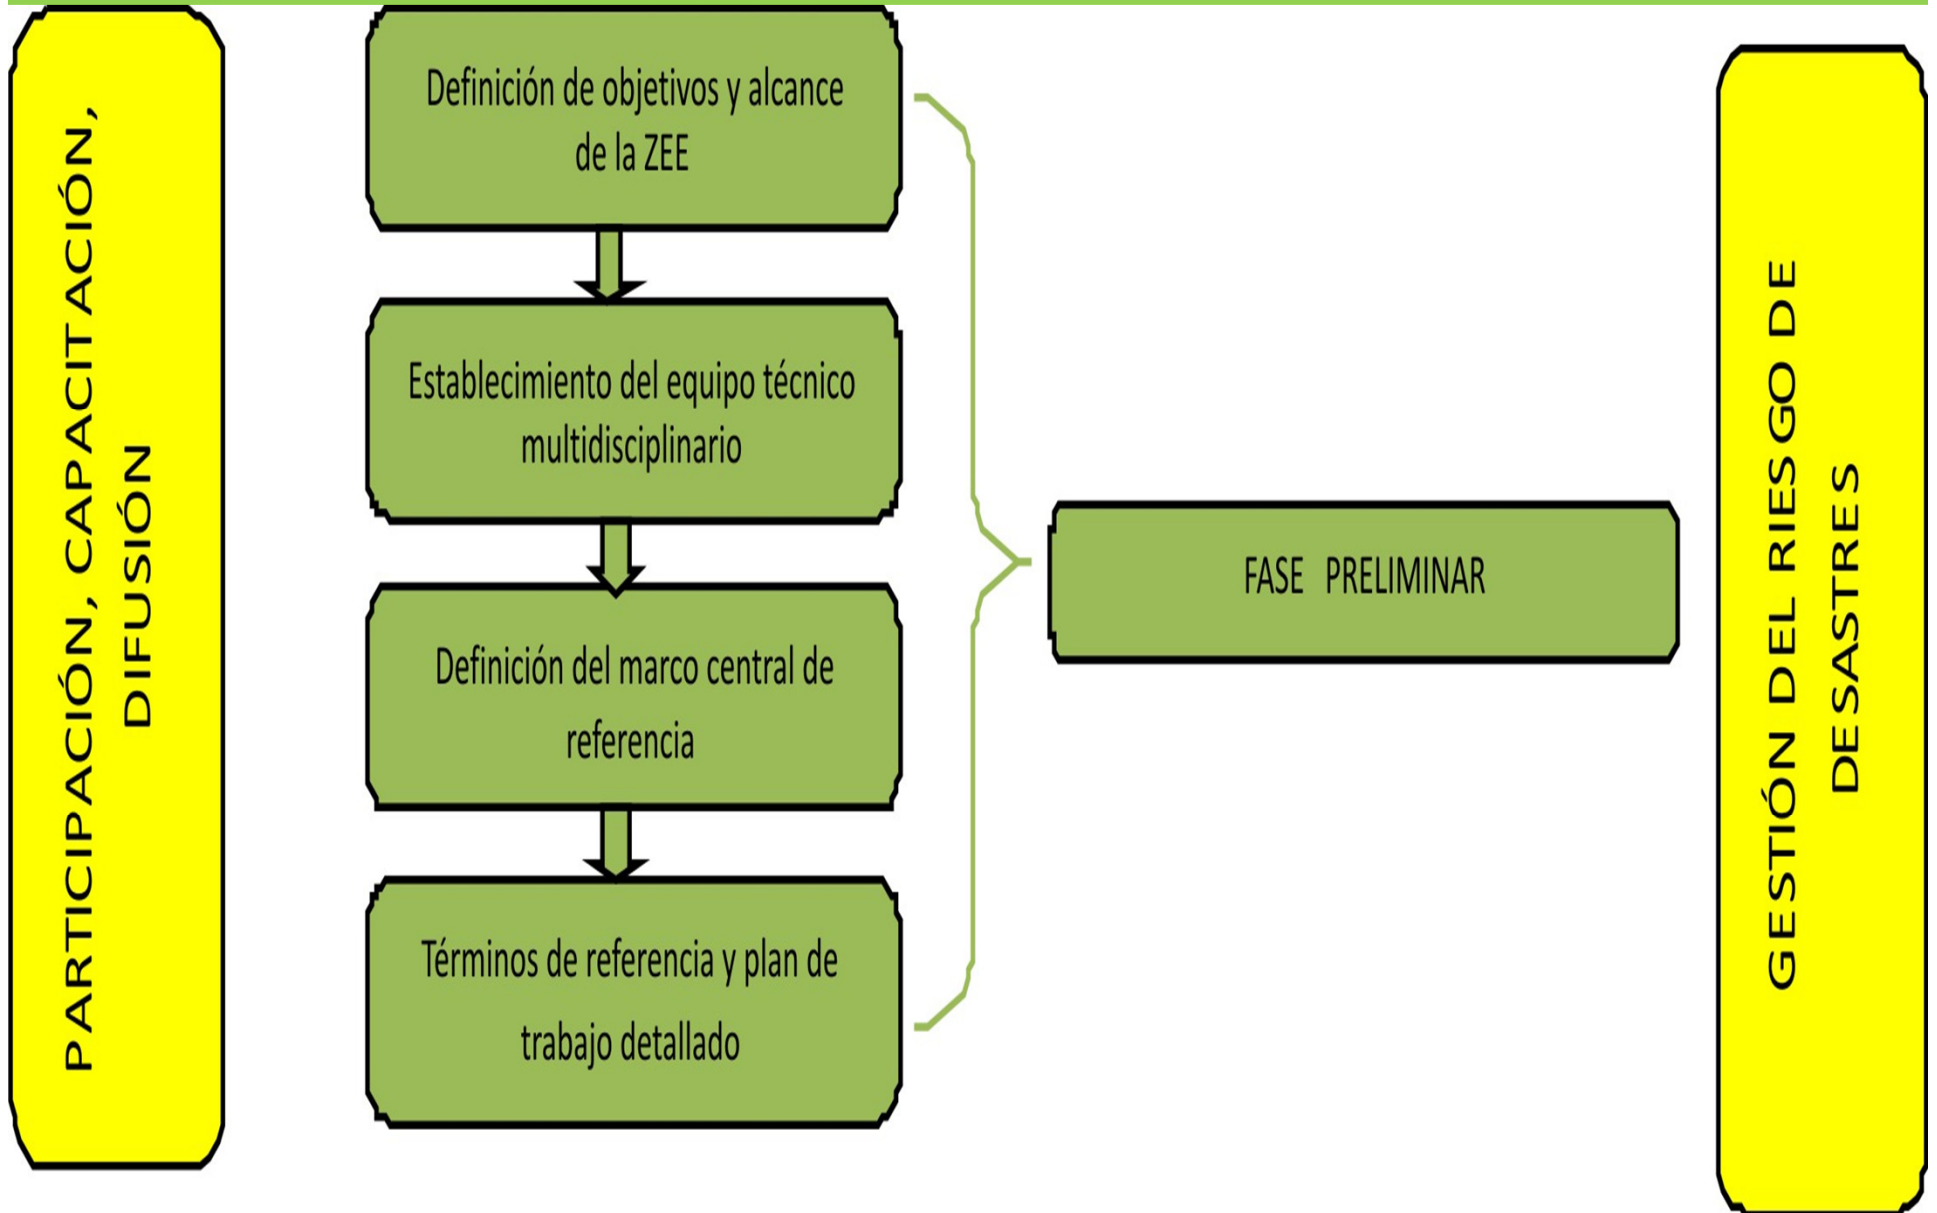 PARTICIPACIÓN, CAPACITACIÓN,
DIFUSIÓN
Definición de objetivos y alcance
de la ZEE
Establecimiento del equipo técnico
multidisciplinario
Definición del marco central de
referencia
Términos de referencia y plan de
trabajo detallado
FASE PRELIMINAR
GESTIÓN DEL RIESGO DE
DESASTRES